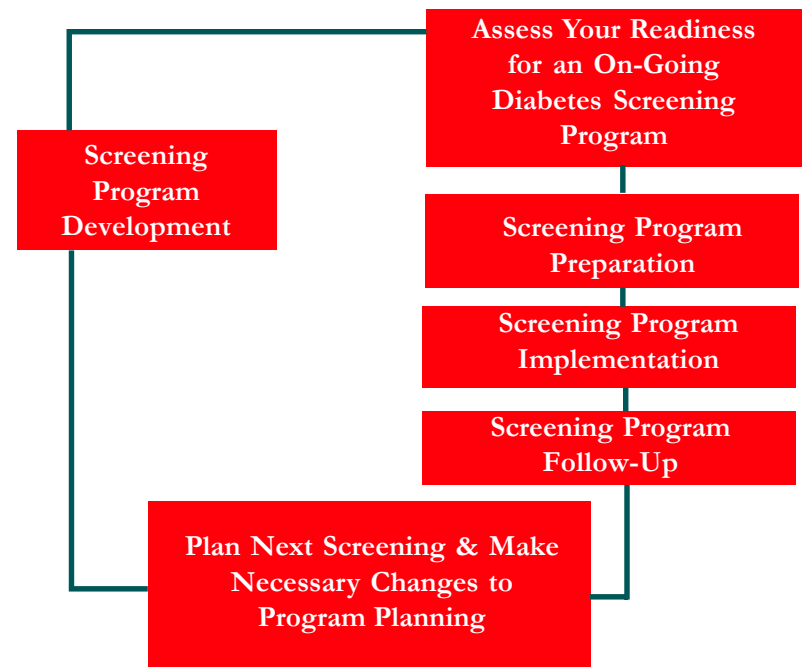 Assess Your Readiness
for an On-Going
Diabetes Screening
Program
Screening
Program
Development
Screening Program
Preparation
Screening Program
Implementation
Screening Program
Follow-Up
Plan Next Screening & Make
Necessary Changes to
Program Planning